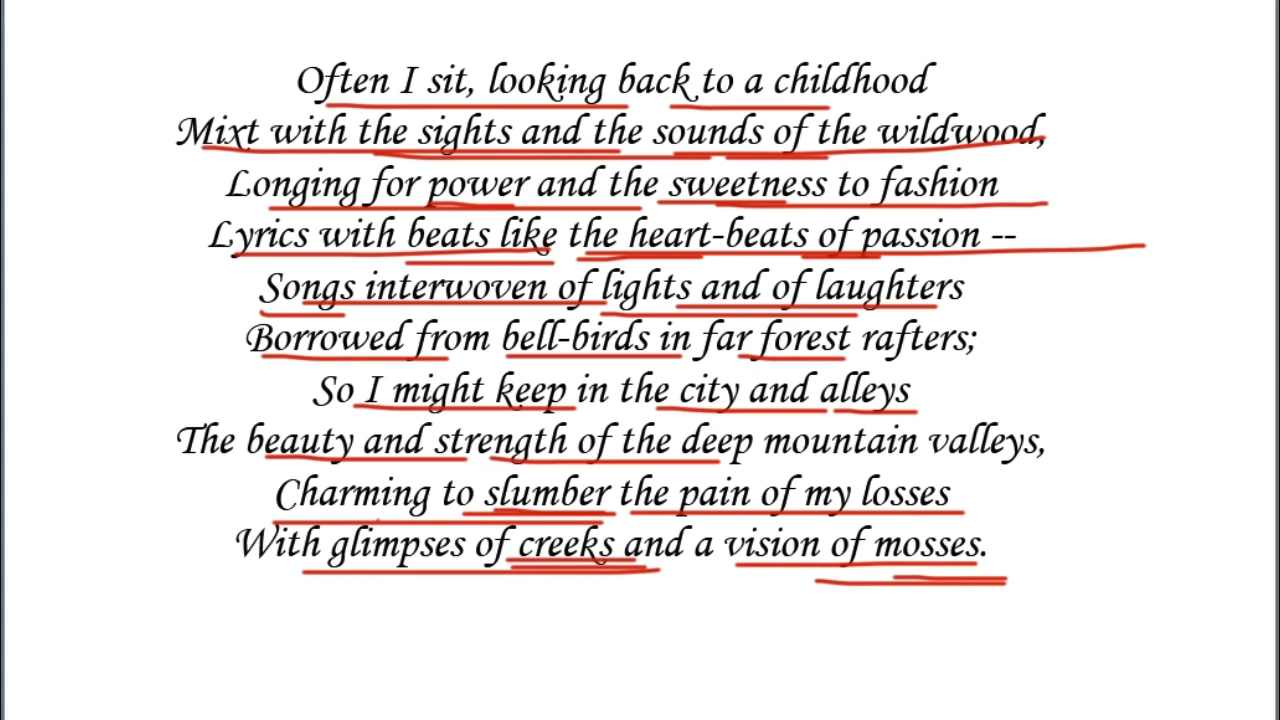 Often I sit, looking back to a childhood
Mixt with the sights and the sounds of the wildwood,
Longing for power and the sweetness to fashion
Lyrics with beats like the heart-beats of passion --
Songs interwoven of lights and of laughters
Borrowed from bell-birds in far forest rafters;
So I might keep in the city and alleys
The beauty and strength of the deep mountain valleys,
Charming to slumber the pain of my losses
With glimpses of creeks and a vision of mosses.